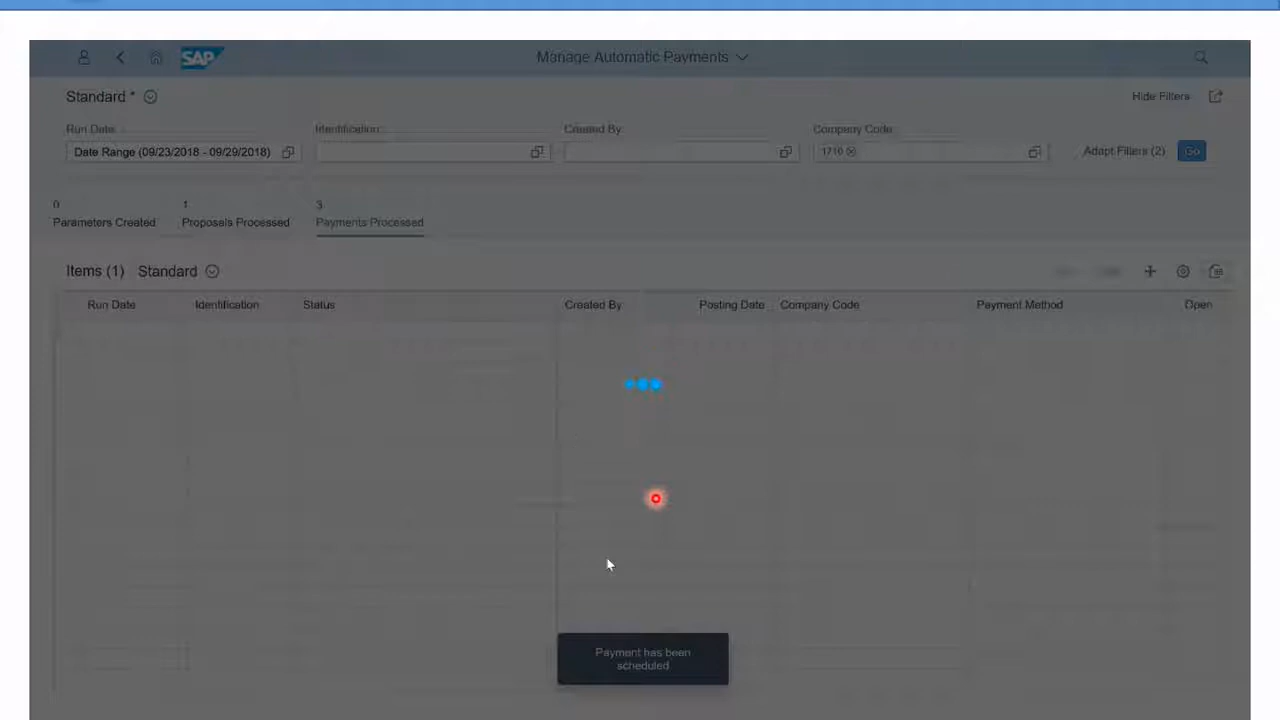 SAP
Manage Automatic Payments
Standard *
Hide Filters
Run Date:
Identification:
Created By:
Company Code:
Date Range (09/23/2018 - 09/29/2018)
1710
Adapt Filters (2)
Go
0
1
3
Parameters Created
Proposals Processed
Payments Processed
Items (1) Standard
Run Date
Identification
Status
Created By
Posting Date
Company Code
Payment Method
Open
Payment has been
scheduled